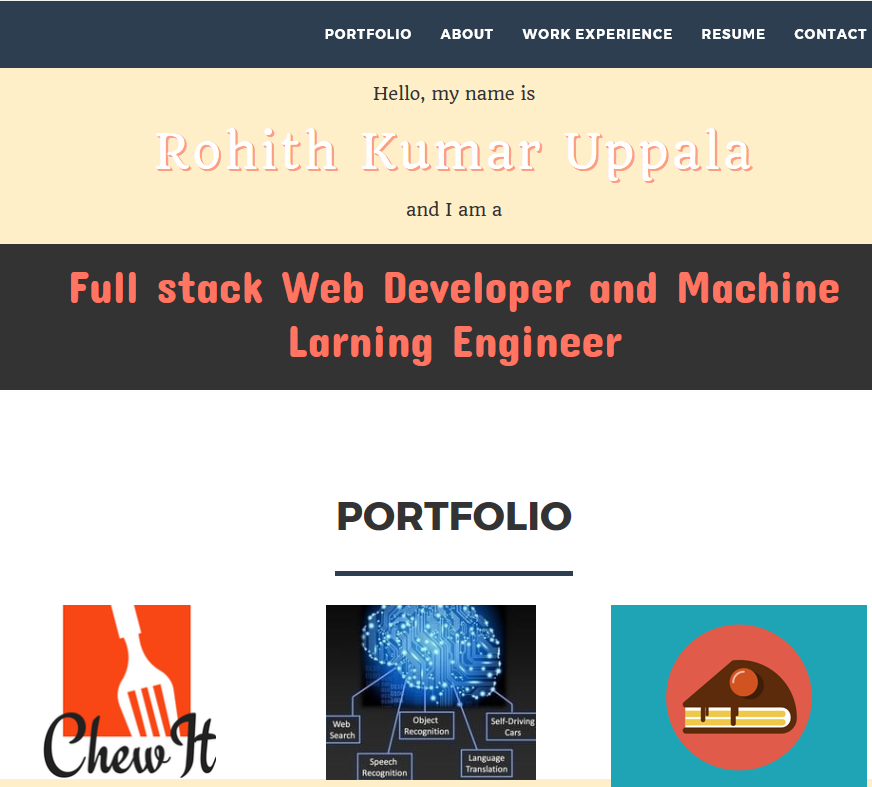 PORTFOLIO ABOUT WORK EXPERIENCE RESUME CONTACT
Hello, my name is
Rohith Kumar Uppala
and I am a
Full stack Web Developer and Machine
Larning Engineer
PORTFOLIO
Chew It
Web
Search
Object
Recognition
Self-Driving
Cars
Speech
Recognition
Language
Translation